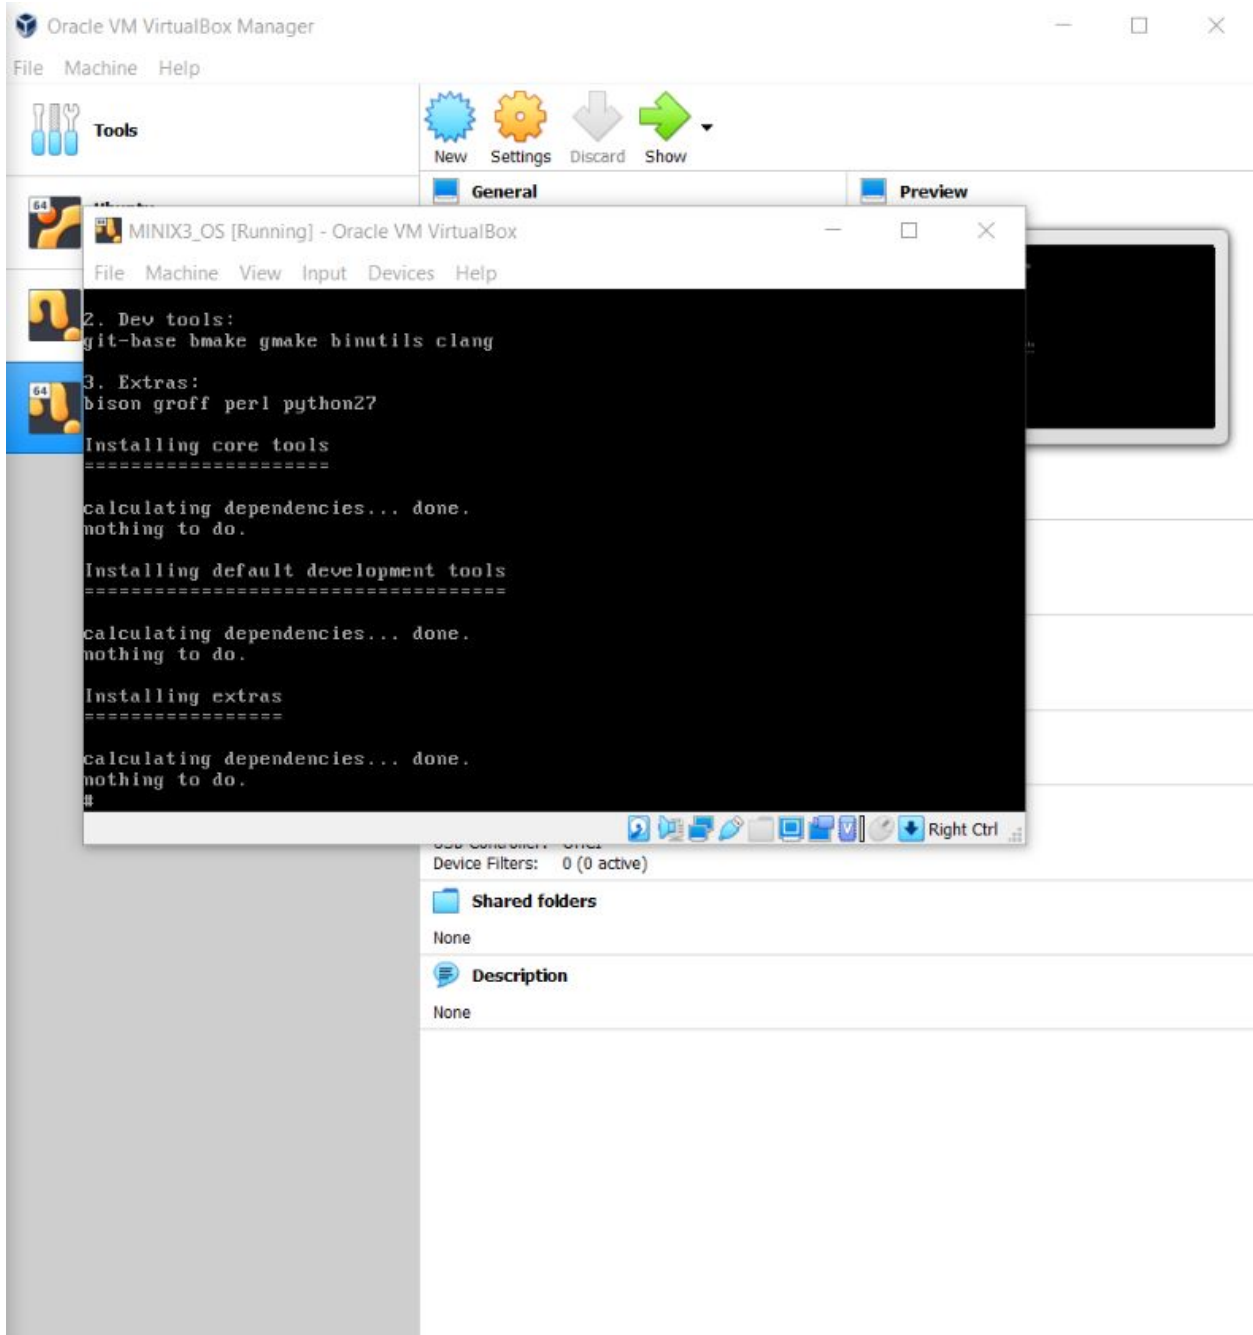 Oracle VM VirtualBox Manager
File Machine Help
Tools
New Settings Discard Show
General
Preview
64
MINIX3_OS [Running] - Oracle VM VirtualBox
File Machine View Input Devices Help
2. Dev tools:
git-base bmake gmake binutils clang
3. Extras:
bison groff perl python27
Installing core tools
=====================
calculating dependencies... done.
nothing to do.
Installing default development tools
====================================
calculating dependencies... done.
nothing to do.
Installing extras
=================
calculating dependencies... done.
nothing to do.
#
64
Right Ctrl
Device Filters: 0 (0 active)
Shared folders
None
Description
None